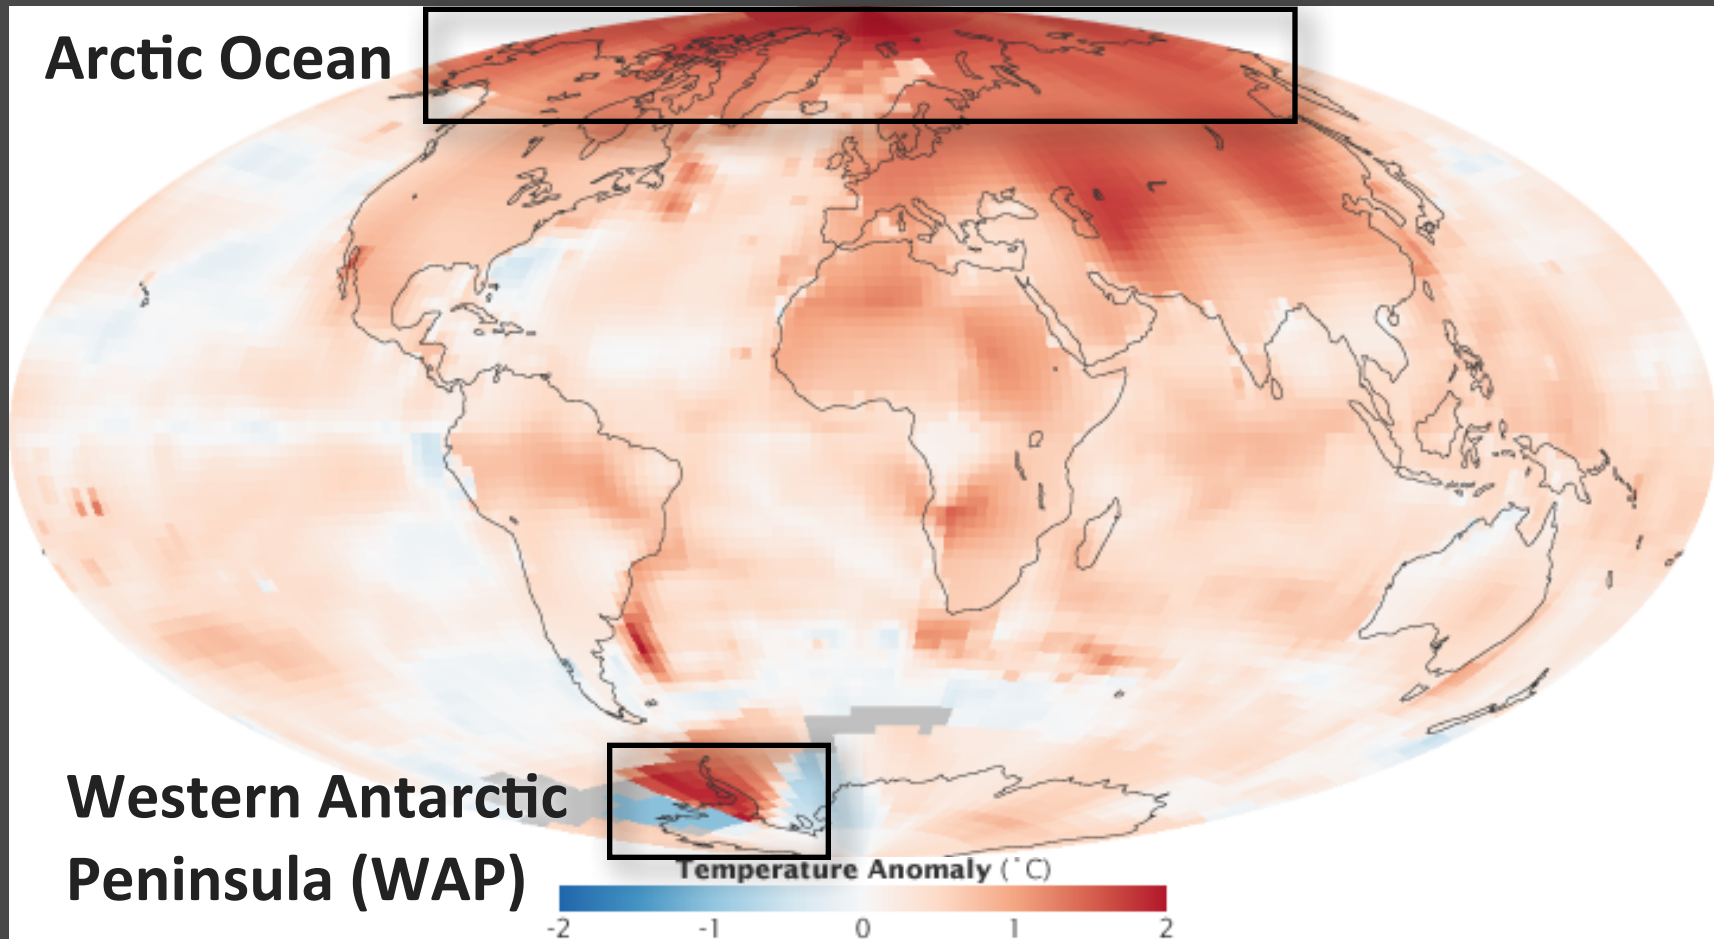 Arctic Ocean
Western Antarctic
Peninsula (WAP)
Temperature Anomaly (˚C)
-2 -1 0 1 2